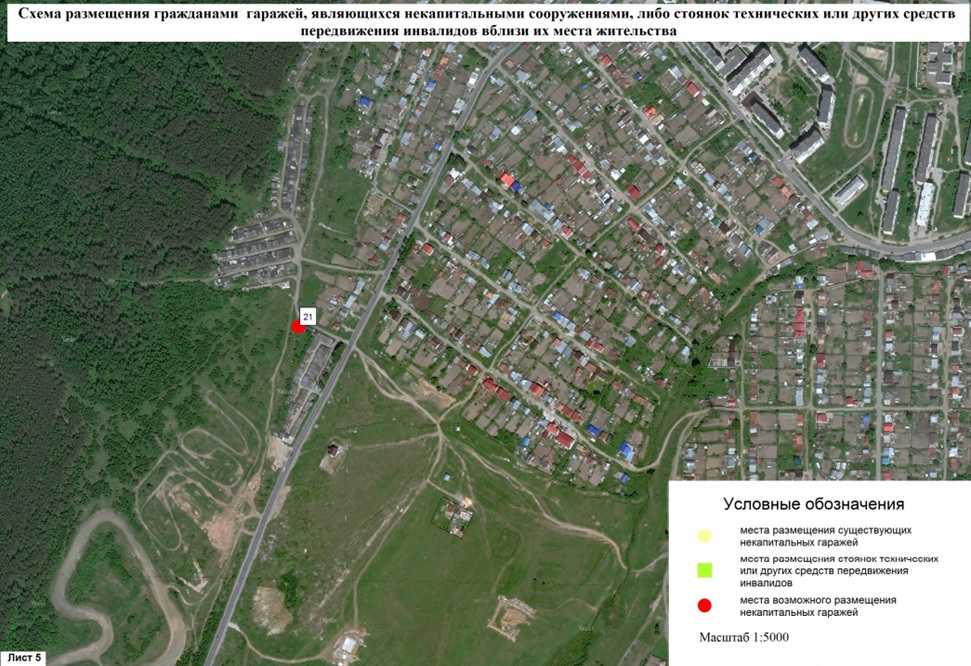 Схема размещения гражданами гаражей, являющихся некапитальными сооружениями, либо стоянок технических или других средств
передвижения инвалидов вблизи их места жительства
21
Условные обозначения
места размещения существующих
некапитальных гаражей
места размещения стоянок технических
или других средств передвижения
инвалидов
места возможного размещения
некапитальных гаражей
Масштаб 1:5000
Лист 5